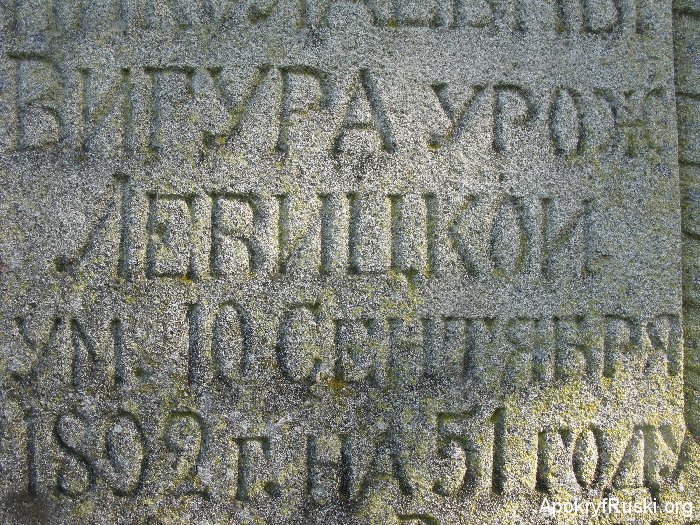 ВИГУРА УРОЖ
ЛЕВИЦКОЙ
УМ. 10 СЕНТЯБРЯ
1892 Г. НА 51 ГОДУ
ApokryfRuski.org